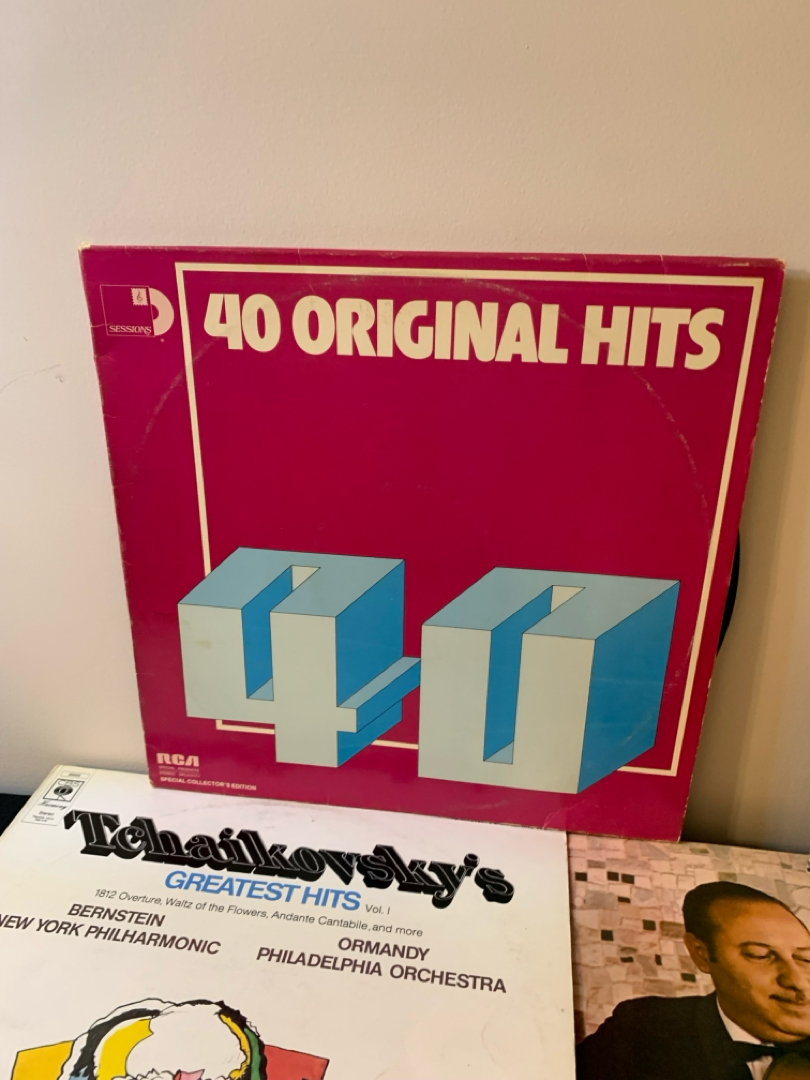 SESSIONS
40 ORIGINAL HITS
40
RCA
SPECIAL COLLECTOR'S EDITION
Tchaikovsky's
GREATEST HITS Vol. I
1812 Overture, Waltz of the Flowers, Andante Cantabile, and more
BERNSTEIN
NEW YORK PHILHARMONIC
ORMANDY
PHILADELPHIA ORCHESTRA